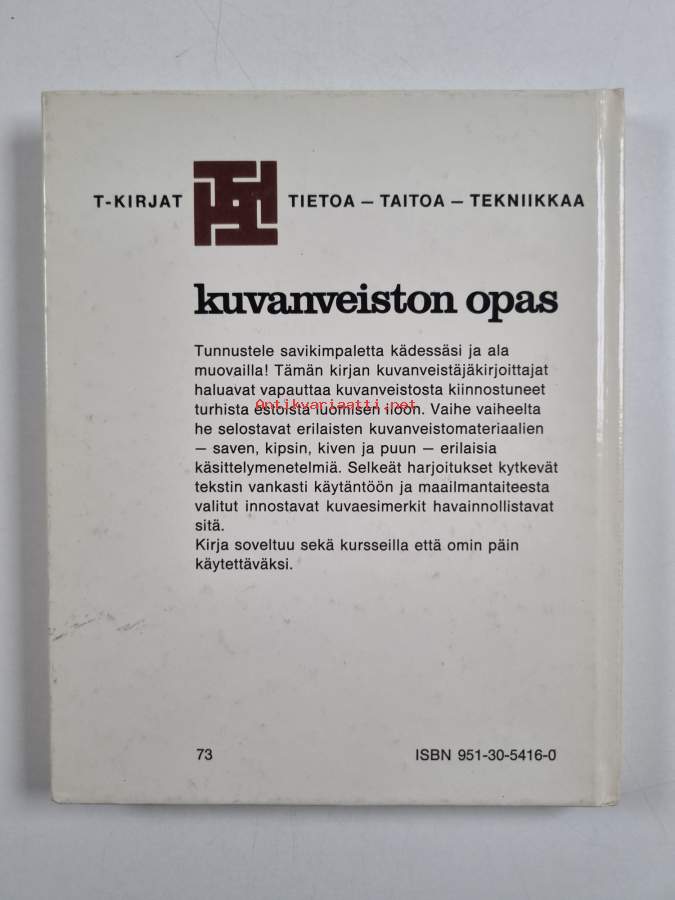 T-KIRJAT TIETOA – TAITOA – TEKNIIKKAA
kuvanveiston opas
Tunnustele savikimpaletta kädessäsi ja ala
muovailla! Tämän kirjan kuvanveistäjäkirjoittajat
haluavat vapauttaa kuvanveistosta kiinnostuneet
turhista estoista luomisen iloon. Vaihe vaiheelta
Antikvariaatti.net
he selostavat erilaisten kuvanveistomateriaalien
– saven, kipsin, kiven ja puun – erilaisia
käsittelymenetelmiä. Selkeät harjoitukset kytkevät
tekstin vankasti käytäntöön ja maailmantaiteesta
valitut innostavat kuvaesimerkit havainnollistavat
sitä.
Kirja soveltuu sekä kursseilla että omin päin
käytettäväksi.
73 ISBN 951-30-5416-0